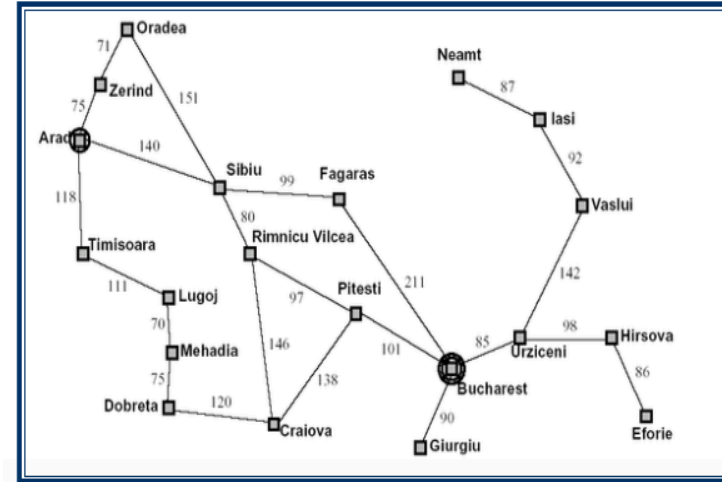 Oradea
71
Neamt
Zerind
87
151
75
Iasi
Arad
140
92
Sibiu
Fagaras
99
118
Vaslui
80
Timisoara
Rimnicu Vilcea
142
111
211
Lugoj
97
Pitesti
70
98
Hirsova
146
101
85
Urziceni
Mehadia
138
86
75
Bucharest
Dobreta
120
90
Craiova
Eforie
Giurgiu